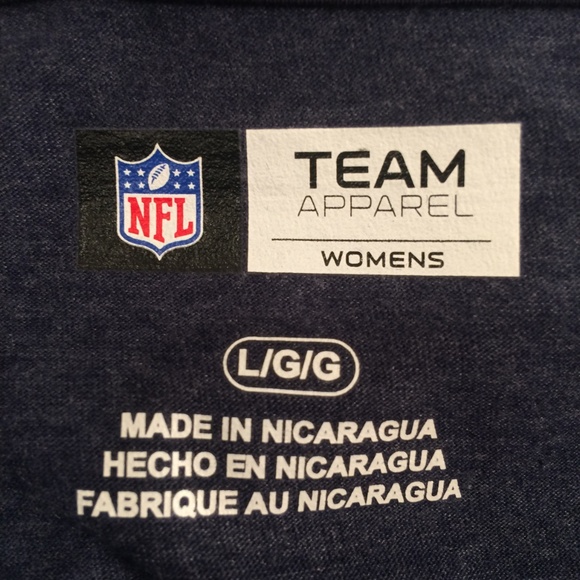 NFL
TEAM
APPAREL
WOMENS
L/G/G
MADE IN NICARAGUA
HECHO EN NICARAGUA
FABRIQUE AU NICARAGUA